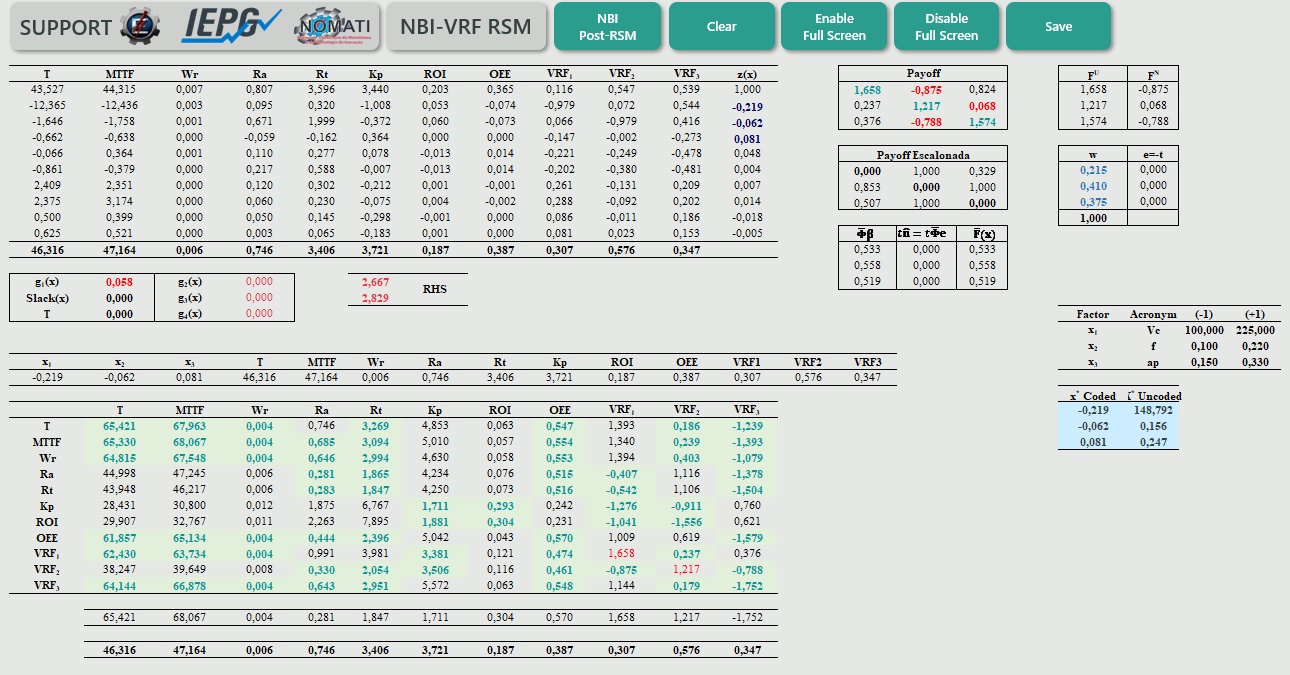 SUPPORT IEPG NOMATI NBI-VRF RSM NBI Post-RSM Clear Enable Full Screen Disable Full Screen Save
T MTTF Wr Ra Rt Kp ROI OEE VRF₁ VRF₂ VRF₃ z(x)
43,527 44,315 0,007 0,807 3,596 3,440 0,203 0,365 0,116 0,547 0,539 1,000
-12,365 -12,436 0,003 0,095 0,320 -1,008 0,053 -0,074 -0,979 0,072 0,544 -0,219
-1,646 -1,758 0,001 0,671 1,999 -0,372 0,060 -0,073 0,066 -0,979 0,416 -0,062
-0,662 -0,638 0,000 -0,059 -0,162 0,364 0,000 0,000 -0,147 -0,002 -0,273 0,081
-0,066 0,364 0,001 0,110 0,277 0,078 -0,013 0,014 -0,221 -0,249 -0,478 0,048
-0,861 -0,379 0,000 0,217 0,588 -0,007 -0,013 0,014 -0,202 -0,380 -0,481 0,004
2,409 2,351 0,000 0,120 0,302 -0,212 0,001 -0,001 0,261 -0,131 0,209 0,007
2,375 3,174 0,000 0,060 0,230 -0,075 0,004 -0,002 0,288 -0,092 0,202 0,014
0,500 0,399 0,000 0,050 0,145 -0,298 -0,001 0,000 0,086 -0,011 0,186 -0,018
0,625 0,521 0,000 0,003 0,065 -0,183 0,001 0,000 0,081 0,023 0,153 -0,005
46,316 47,164 0,006 0,746 3,406 3,721 0,187 0,387 0,307 0,576 0,347
Payoff
1,658 -0,875 0,824
0,237 1,217 0,068
0,376 -0,788 1,574
Fᵁ Fᴺ
1,658 -0,875
1,217 0,068
1,574 -0,788
Payoff Escalonada
0,000 1,000 0,329
0,853 0,000 1,000
0,507 1,000 0,000
w e=-t
0,215 0,000
0,410 0,000
0,375 0,000
1,000
Φ̅β tn̂ = tΦ̅e F̅(x)
0,533 0,000 0,533
0,558 0,000 0,558
0,519 0,000 0,519
g₁(x) 0,058 g₂(x) 0,000
Slack(x) 0,000 g₃(x) 0,000
T 0,000 g₄(x) 0,000
2,667
RHS
2,829
Factor Acronym (-1) (+1)
x₁ Vc 100,000 225,000
x₂ f 0,100 0,220
x₃ ap 0,150 0,330
x₁ x₂ x₃ T MTTF Wr Ra Rt Kp ROI OEE VRF1 VRF2 VRF3
-0,219 -0,062 0,081 46,316 47,164 0,006 0,746 3,406 3,721 0,187 0,387 0,307 0,576 0,347
x* Coded ζ* Uncoded
-0,219 148,792
-0,062 0,156
0,081 0,247
T MTTF Wr Ra Rt Kp ROI OEE VRF₁ VRF₂ VRF₃
T 65,421 67,963 0,004 0,746 3,269 4,853 0,063 0,547 1,393 0,186 -1,239
MTTF 65,330 68,067 0,004 0,685 3,094 5,010 0,057 0,554 1,340 0,239 -1,393
Wr 64,815 67,548 0,004 0,646 2,994 4,630 0,058 0,553 1,394 0,403 -1,079
Ra 44,998 47,245 0,006 0,281 1,865 4,234 0,076 0,515 -0,407 1,116 -1,378
Rt 43,948 46,217 0,006 0,283 1,847 4,250 0,073 0,516 -0,542 1,106 -1,504
Kp 28,431 30,800 0,012 1,875 6,767 1,711 0,293 0,242 -1,276 -0,911 0,760
ROI 29,907 32,767 0,011 2,263 7,895 1,881 0,304 0,231 -1,041 -1,556 0,621
OEE 61,857 65,134 0,004 0,444 2,396 5,042 0,043 0,570 1,009 0,619 -1,579
VRF₁ 62,430 63,734 0,004 0,991 3,981 3,381 0,121 0,474 1,658 0,237 0,376
VRF₂ 38,247 39,649 0,008 0,330 2,054 3,506 0,116 0,461 -0,875 1,217 -0,788
VRF₃ 64,144 66,878 0,004 0,643 2,951 5,572 0,063 0,548 1,144 0,179 -1,752
65,421 68,067 0,004 0,281 1,847 1,711 0,304 0,570 1,658 1,217 -1,752
46,316 47,164 0,006 0,746 3,406 3,721 0,187 0,387 0,307 0,576 0,347